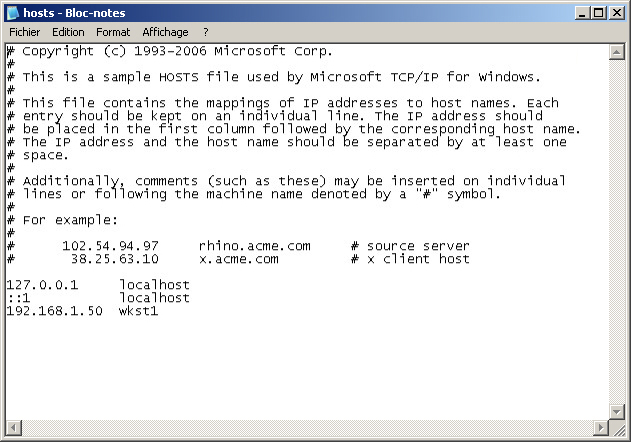 hosts - Bloc-notes
Fichier Edition Format Affichage ?
# Copyright (c) 1993-2006 Microsoft Corp.
#
# This is a sample HOSTS file used by Microsoft TCP/IP for Windows.
#
# This file contains the mappings of IP addresses to host names. Each
# entry should be kept on an individual line. The IP address should
# be placed in the first column followed by the corresponding host name.
# The IP address and the host name should be separated by at least one
# space.
#
# Additionally, comments (such as these) may be inserted on individual
# lines or following the machine name denoted by a "#" symbol.
#
# For example:
#
#      102.54.94.97     rhino.acme.com     # source server
#       38.25.63.10     x.acme.com         # x client host
127.0.0.1     localhost
::1           localhost
192.168.1.50  wkst1